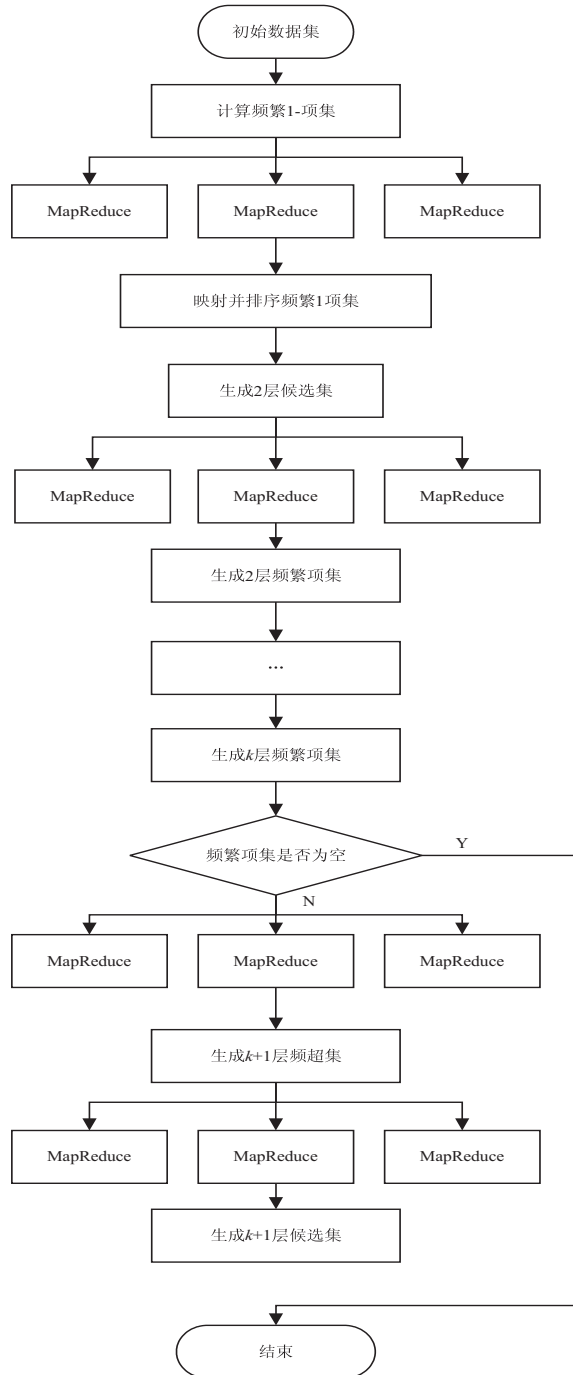 初始数据集
计算频繁1-项集
MapReduce
MapReduce
MapReduce
映射并排序频繁1项集
生成2层候选集
MapReduce
MapReduce
MapReduce
生成2层频繁项集
...
生成k层频繁项集
频繁项集是否为空
Y
N
MapReduce
MapReduce
MapReduce
生成k+1层频超集
MapReduce
MapReduce
MapReduce
生成k+1层候选集
结束